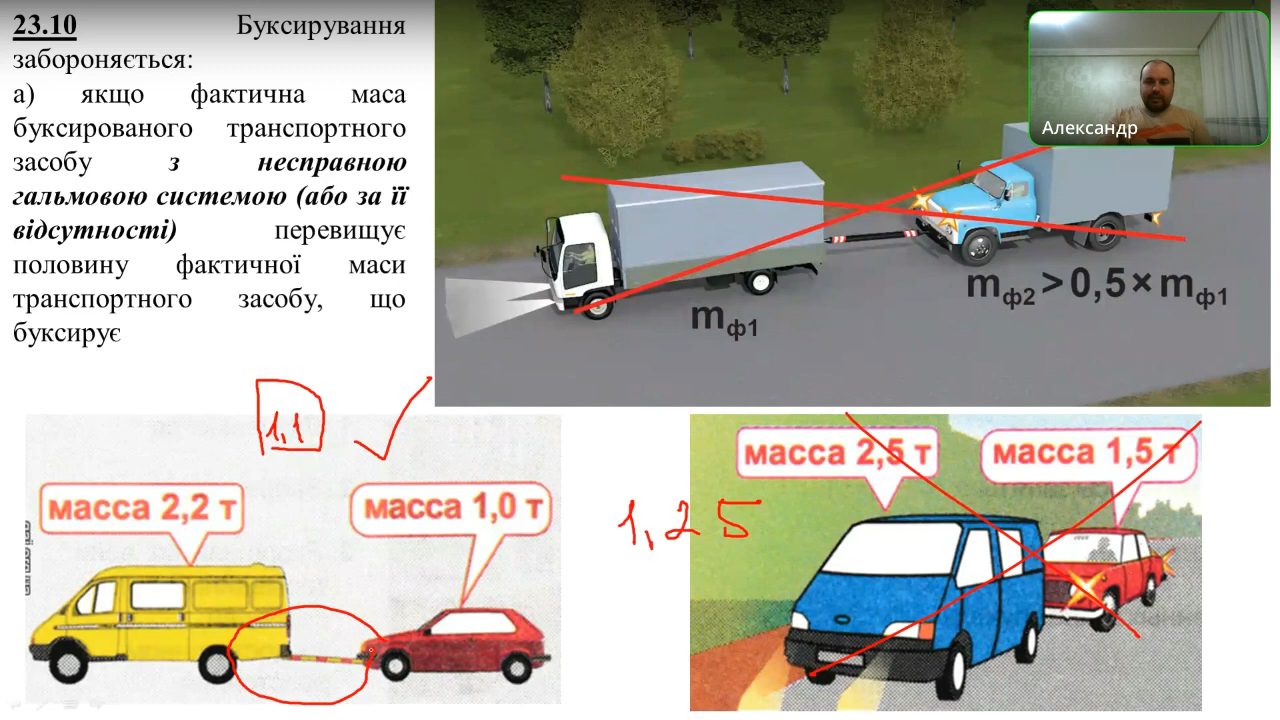 23.10 Буксирування
забороняється:
а) якщо фактична маса
буксированого транспортного
засобу з несправною
гальмовою системою (або за її
відсутності) перевищує
половину фактичної маси
транспортного засобу, що
буксирує
Александр
mф2 > 0,5 × mф1
mф1
1,1
масса 2,2 т
масса 1,0 т
1,25
масса 2,5 т
масса 1,5 т